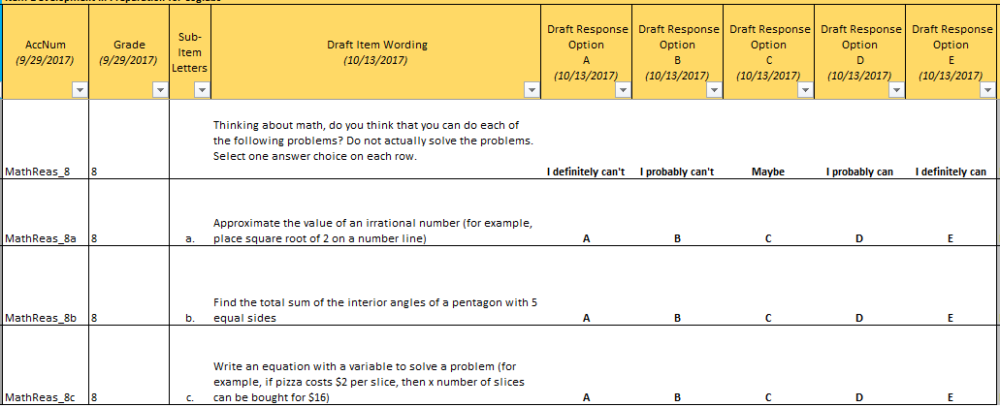 AccNum
(9/29/2017)
Grade
(9/29/2017)
Sub-
Item
Letters
Draft Item Wording
(10/13/2017)
Draft Response
Option
A
(10/13/2017)
Draft Response
Option
B
(10/13/2017)
Draft Response
Option
C
(10/13/2017)
Draft Response
Option
D
(10/13/2017)
Draft Response
Option
E
(10/13/2017)
Thinking about math, do you think that you can do each of
the following problems? Do not actually solve the problems.
Select one answer choice on each row.
MathReas_8 8 I definitely can't I probably can't Maybe I probably can I definitely can
Approximate the value of an irrational number (for example,
MathReas_8a 8 a. place square root of 2 on a number line) A B C D E
Find the total sum of the interior angles of a pentagon with 5
MathReas_8b 8 b. equal sides A B C D E
Write an equation with a variable to solve a problem (for
example, if pizza costs $2 per slice, then x number of slices
MathReas_8c 8 c. can be bought for $16) A B C D E